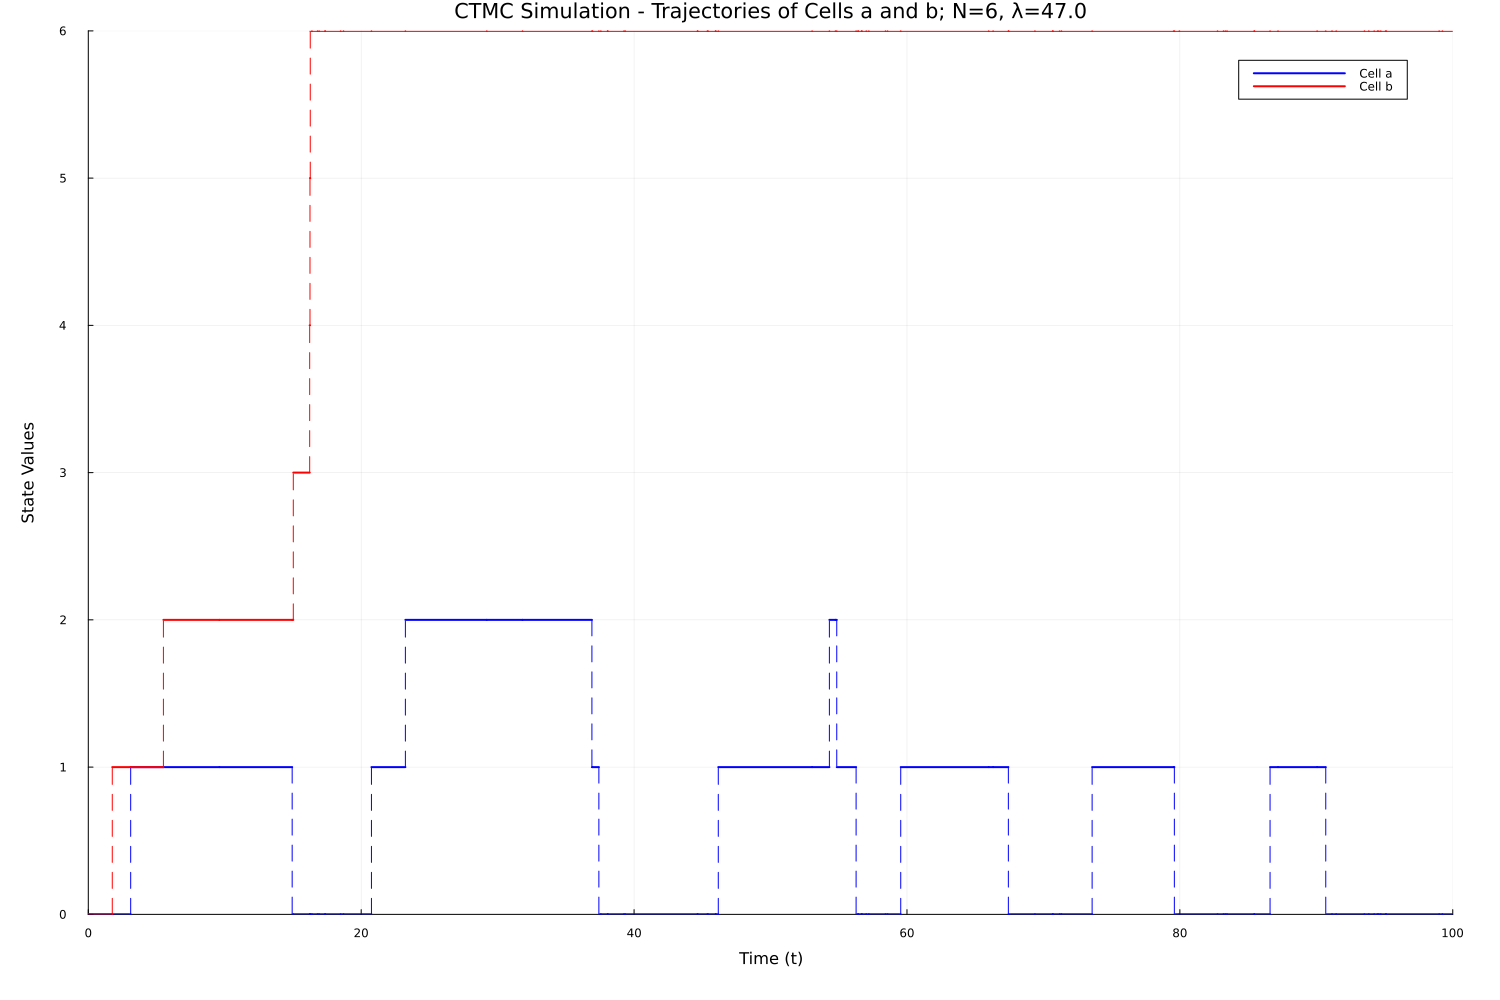 CTMC Simulation - Trajectories of Cells a and b; N=6, λ=47.0
Cell a
Cell b
State Values
6
5
4
3
2
1
0
0 20 40 60 80 100
Time (t)